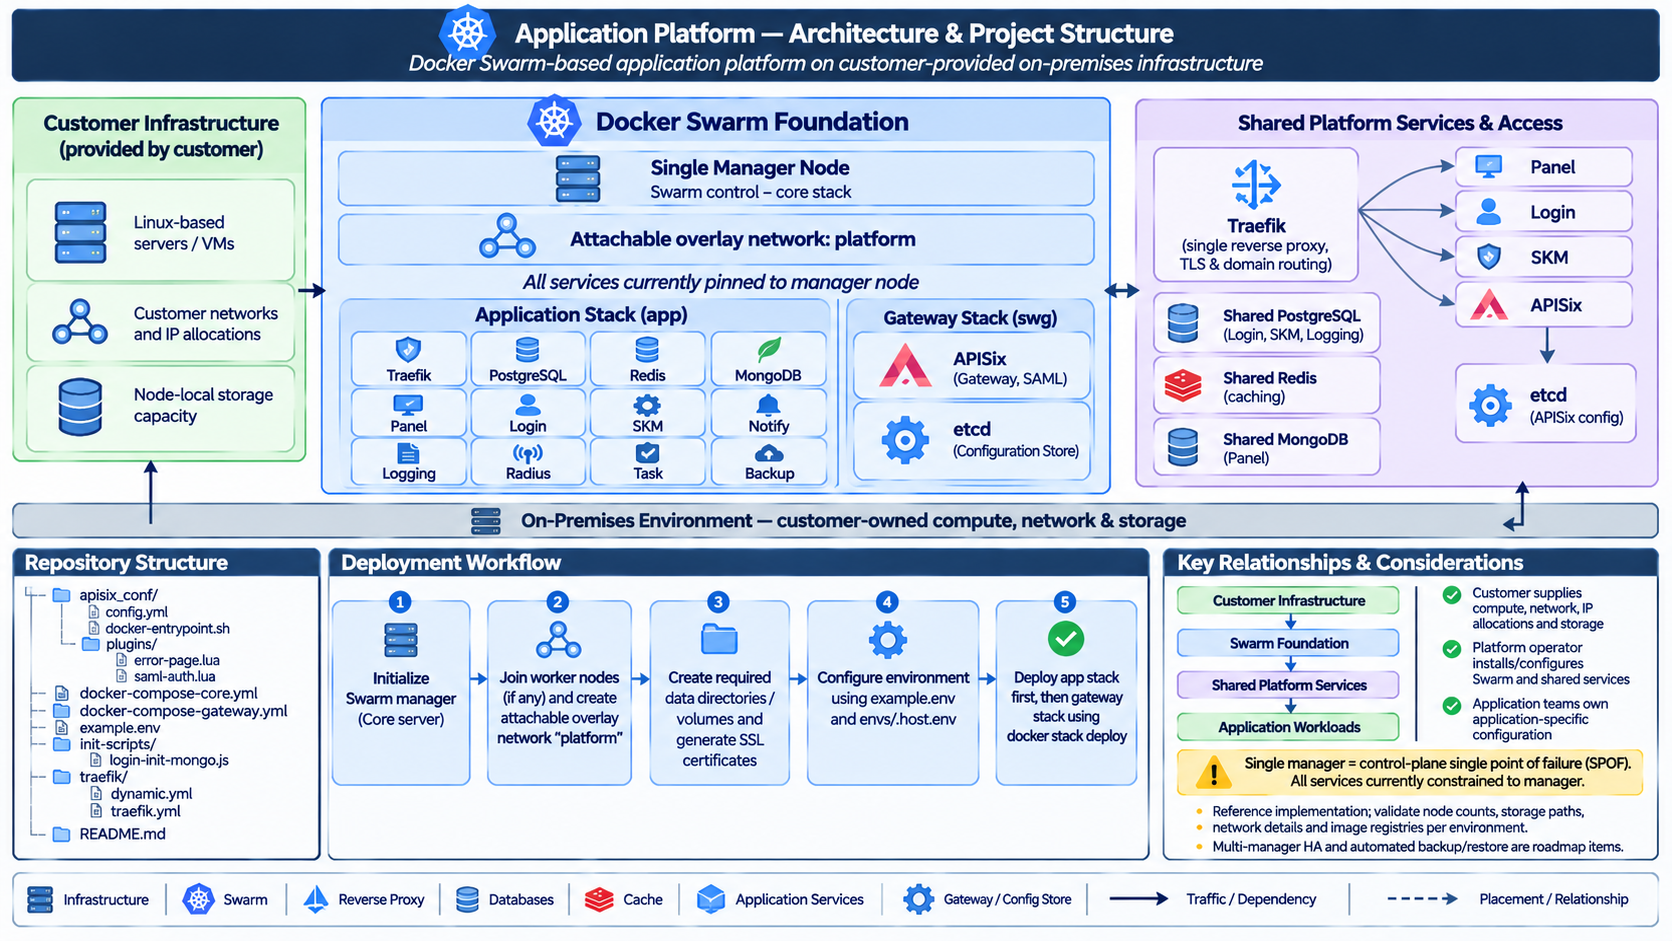 Application Platform — Architecture & Project Structure
Docker Swarm-based application platform on customer-provided on-premises infrastructure
Customer Infrastructure
(provided by customer)
Linux-based
servers / VMs
Customer networks
and IP allocations
Node-local storage
capacity
Docker Swarm Foundation
Single Manager Node
Swarm control – core stack
Attachable overlay network: platform
All services currently pinned to manager node
Application Stack (app)
Traefik
PostgreSQL
Redis
MongoDB
Panel
Login
SKM
Notify
Logging
Radius
Task
Backup
Gateway Stack (swg)
APISix
(Gateway, SAML)
etcd
(Configuration Store)
Shared Platform Services & Access
Traefik
(single reverse proxy,
TLS & domain routing)
Panel
Login
SKM
APISix
Shared PostgreSQL
(Login, SKM, Logging)
Shared Redis
(caching)
Shared MongoDB
(Panel)
etcd
(APISix config)
On-Premises Environment — customer-owned compute, network & storage
Repository Structure
apisix_conf/
config.yml
docker-entrypoint.sh
plugins/
error-page.lua
saml-auth.lua
docker-compose-core.yml
docker-compose-gateway.yml
example.env
init-scripts/
login-init-mongo.js
traefik/
dynamic.yml
traefik.yml
README.md
Deployment Workflow
1
Initialize
Swarm manager
(Core server)
2
Join worker nodes
(if any) and create
attachable overlay
network “platform”
3
Create required
data directories /
volumes and
generate SSL
certificates
4
Configure environment
using example.env
and envs/.host.env
5
Deploy app stack
first, then gateway
stack using
docker stack deploy
Key Relationships & Considerations
Customer Infrastructure
Swarm Foundation
Shared Platform Services
Application Workloads
Customer supplies
compute, network, IP
allocations and storage
Platform operator
installs/configures
Swarm and shared services
Application teams own
application-specific
configuration
Single manager = control-plane single point of failure (SPOF).
All services currently constrained to manager.
• Reference implementation; validate node counts, storage paths,
• network details and image registries per environment.
• Multi-manager HA and automated backup/restore are roadmap items.
Infrastructure
Swarm
Reverse Proxy
Databases
Cache
Application Services
Gateway / Config Store
Traffic / Dependency
Placement / Relationship